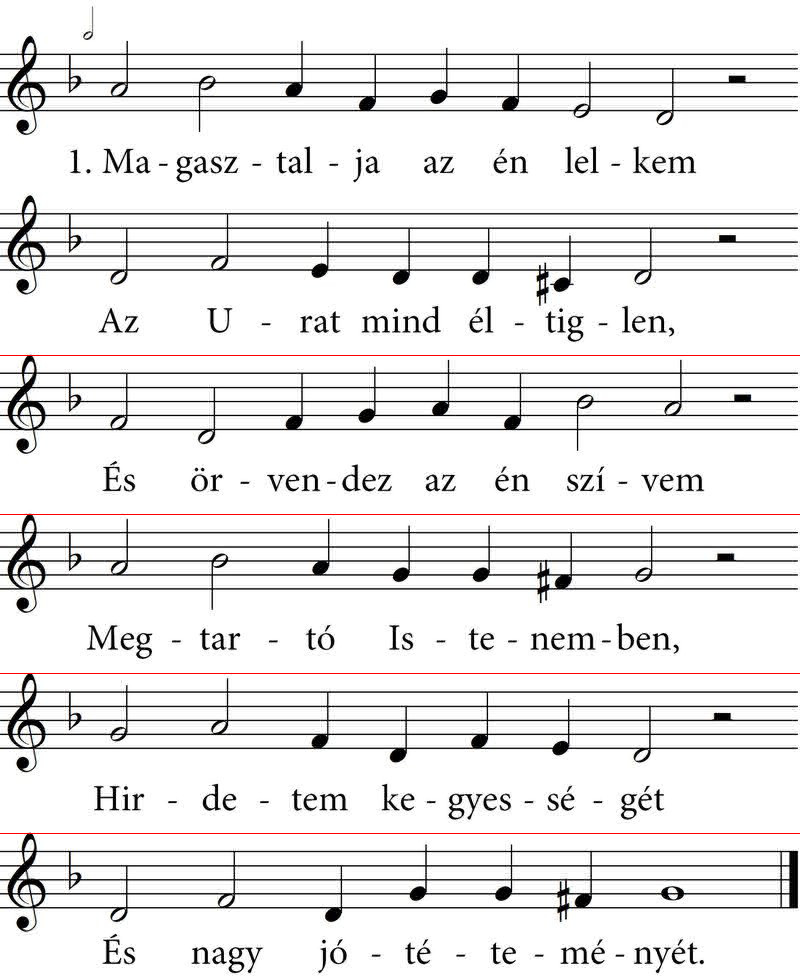 1. Ma - gasz - tal - ja az én lel - kem
Az U - rat mind él - tig - len,
És ör - ven - dez az én szí - vem
Meg - tar - tó Is - te - nem - ben,
Hir - de - tem ke - gyes - sé - gét
És nagy jó - té - te - mé - nyét.